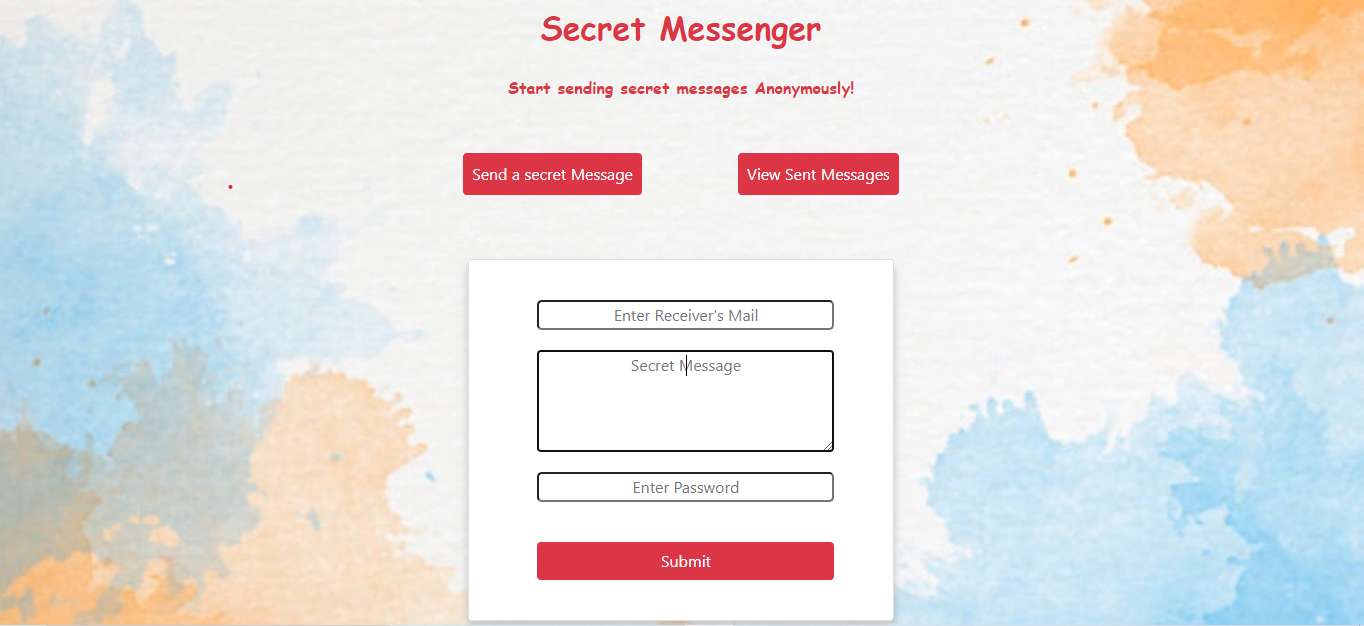 Secret Messenger
Start sending secret messages Anonymously!
Send a secret Message
View Sent Messages
Enter Receiver's Mail
Secret Message
Enter Password
Submit